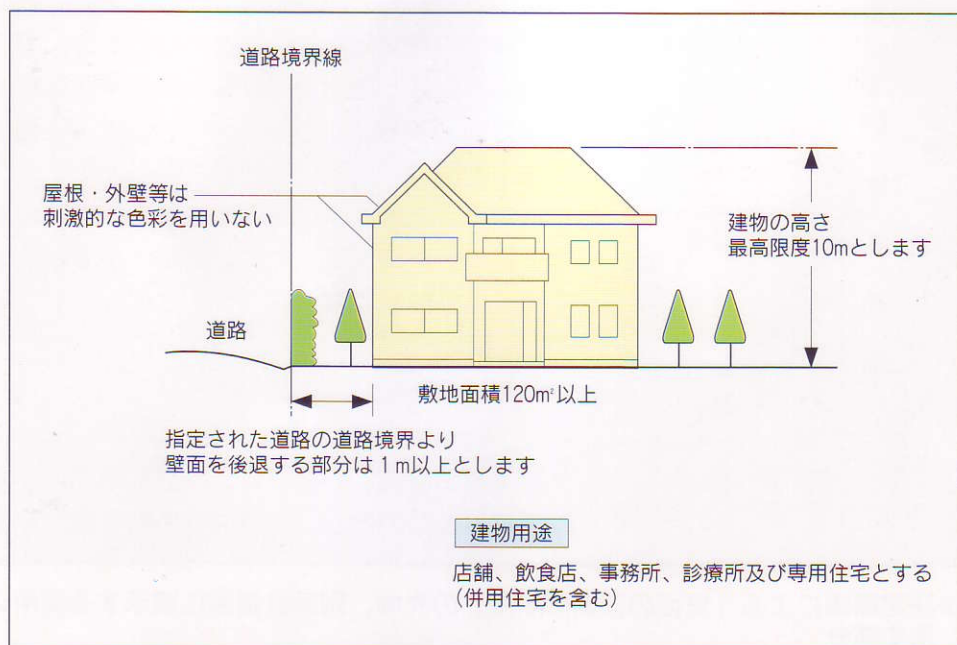 道路境界線
屋根・外壁等は
刺激的な色彩を用いない
建物の高さ
最高限度10mとします
道路
敷地面積120㎡以上
指定された道路の道路境界より
壁面を後退する部分は1m以上とします
建物用途
店舗、飲食店、事務所、診療所及び専用住宅とする
(併用住宅を含む)